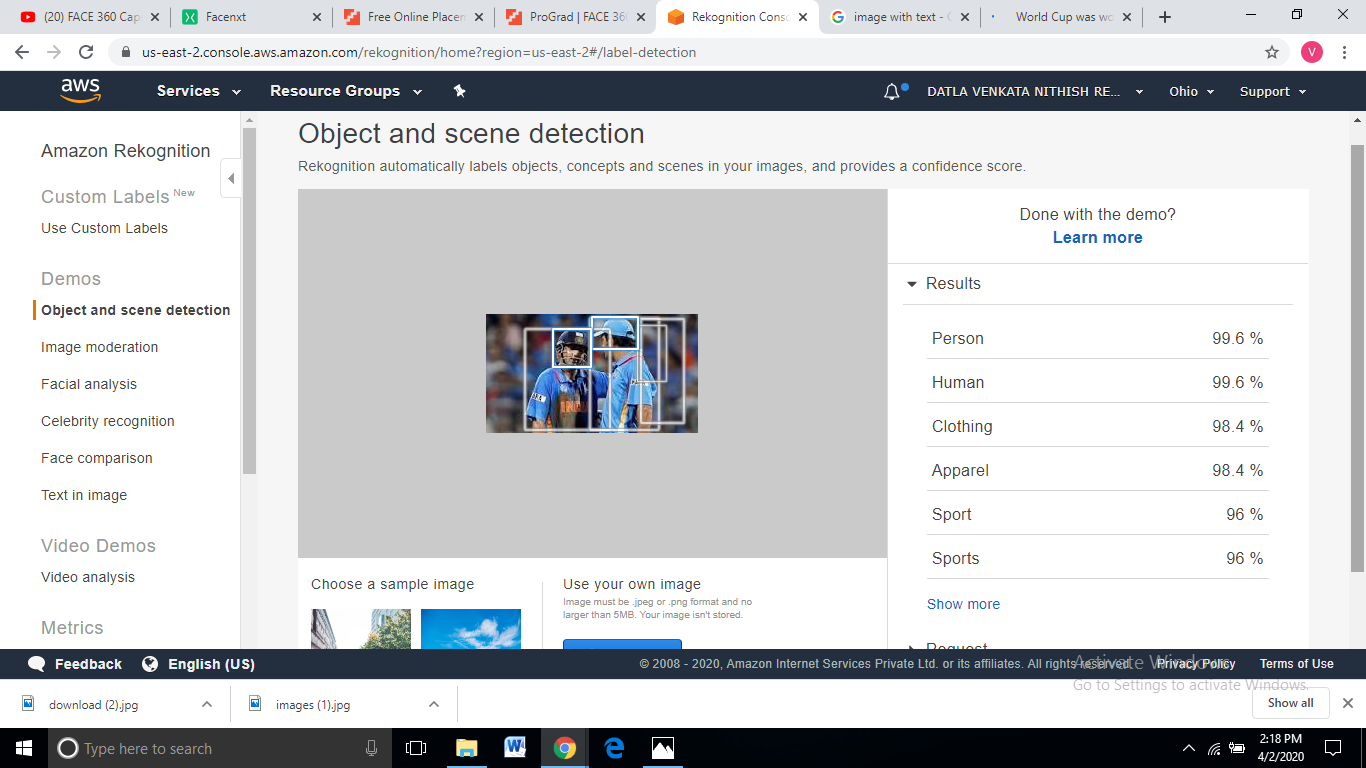 (20) FACE 360 Cap
Facenxt
Free Online Placen
ProGrad | FACE 36
Rekognition Conso
image with text - G
World Cup was wo
us-east-2.console.aws.amazon.com/rekognition/home?region=us-east-2#/label-detection
V
aws
Services
Resource Groups
DATLA VENKATA NITHISH RE...
Ohio
Support
Amazon Rekognition
Custom Labels New
Use Custom Labels
Demos
Object and scene detection
Image moderation
Facial analysis
Celebrity recognition
Face comparison
Text in image
Video Demos
Video analysis
Metrics
Object and scene detection
Rekognition automatically labels objects, concepts and scenes in your images, and provides a confidence score.
Done with the demo?
Learn more
Results
Person 99.6 %
Human 99.6 %
Clothing 98.4 %
Apparel 98.4 %
Sport 96 %
Sports 96 %
Show more
Request
Choose a sample image
Use your own image
Image must be .jpeg or .png format and no
larger than 5MB. Your image isn't stored.
Feedback
English (US)
© 2008 - 2020, Amazon Internet Services Private Ltd. or its affiliates. All rights reserved.
Privacy Policy
Terms of Use
Activate Windows
Go to Settings to activate Windows.
download (2).jpg
images (1).jpg
Show all
Type here to search
2:18 PM
4/2/2020